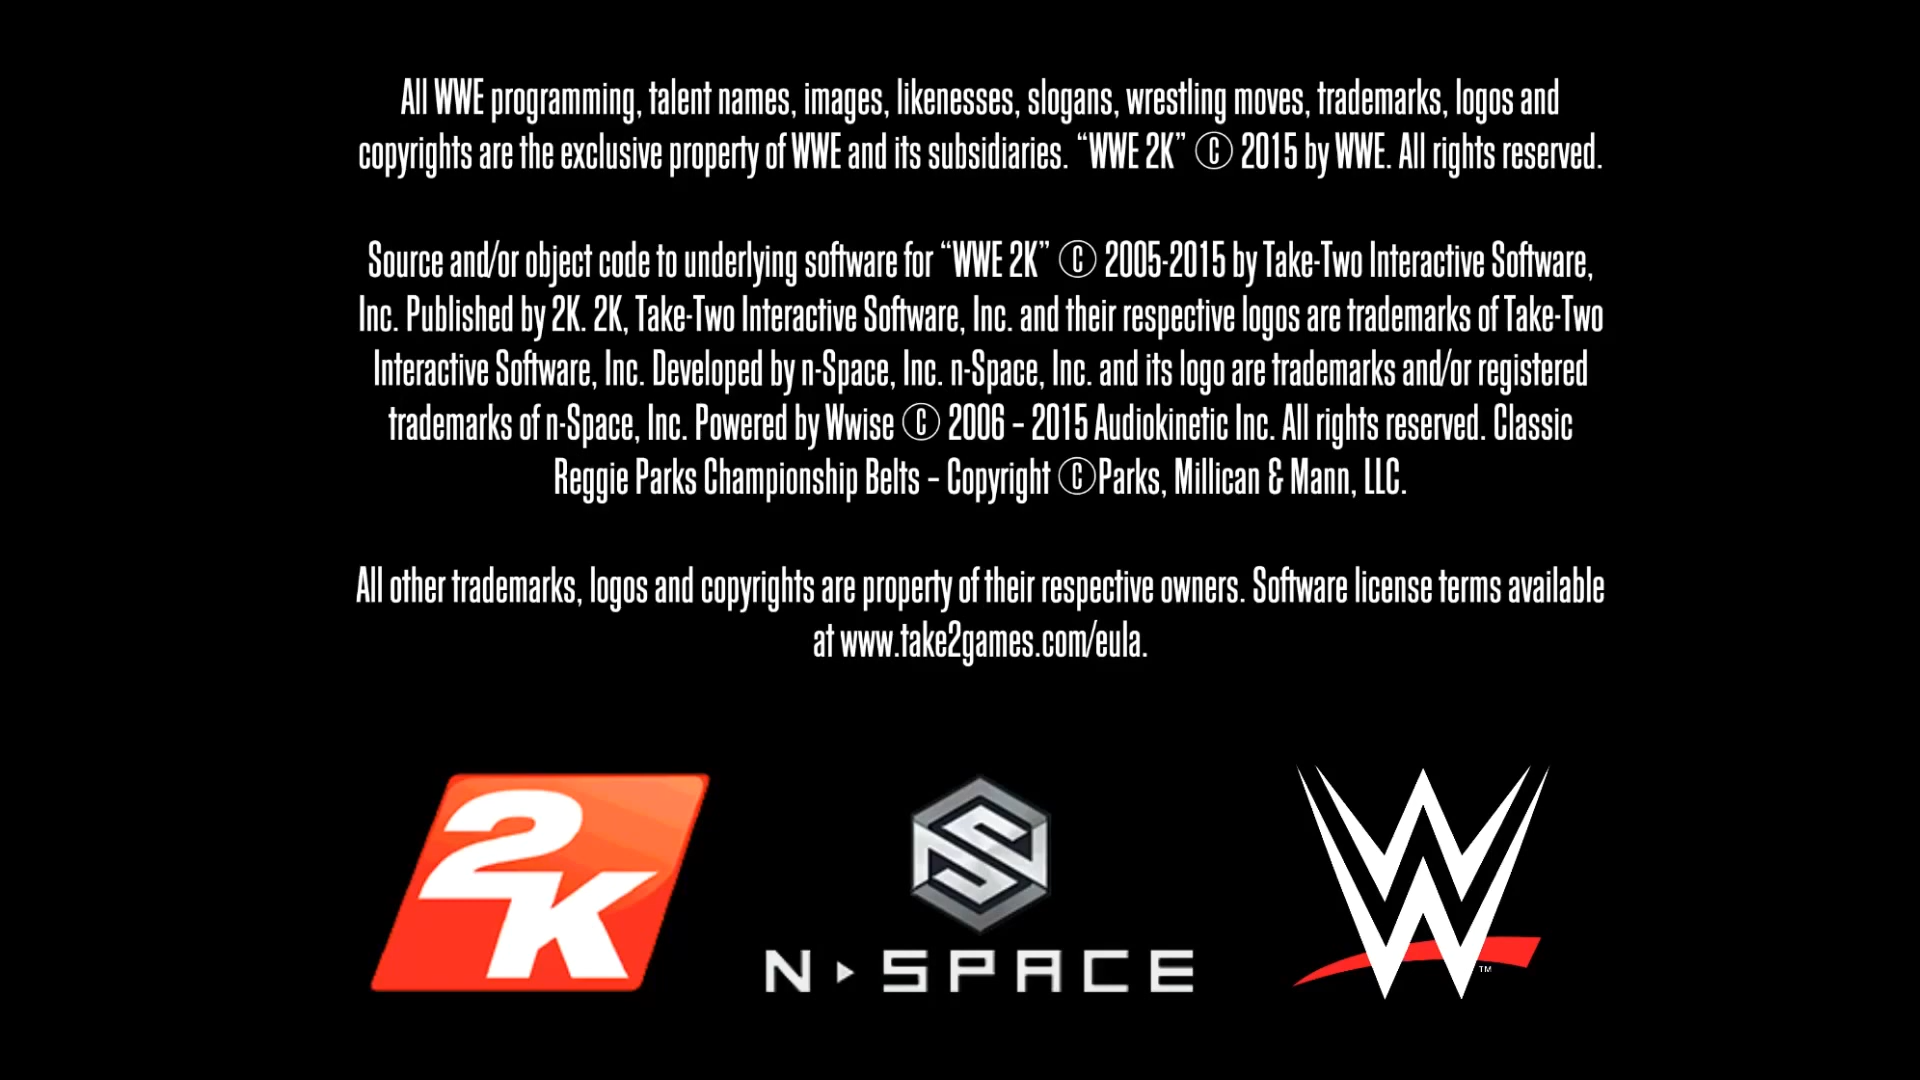 All WWE programming, talent names, images, likenesses, slogans, wrestling moves, trademarks, logos and
copyrights are the exclusive property of WWE and its subsidiaries. “WWE 2K” © 2015 by WWE. All rights reserved.
Source and/or object code to underlying software for “WWE 2K” © 2005-2015 by Take-Two Interactive Software,
Inc. Published by 2K. 2K, Take-Two Interactive Software, Inc. and their respective logos are trademarks of Take-Two
Interactive Software, Inc. Developed by n-Space, Inc. n-Space, Inc. and its logo are trademarks and/or registered
trademarks of n-Space, Inc. Powered by Wwise © 2006 – 2015 Audiokinetic Inc. All rights reserved. Classic
Reggie Parks Championship Belts – Copyright ©Parks, Millican & Mann, LLC.
All other trademarks, logos and copyrights are property of their respective owners. Software license terms available
at www.take2games.com/eula.
2K
N▸SPACE
W
TM